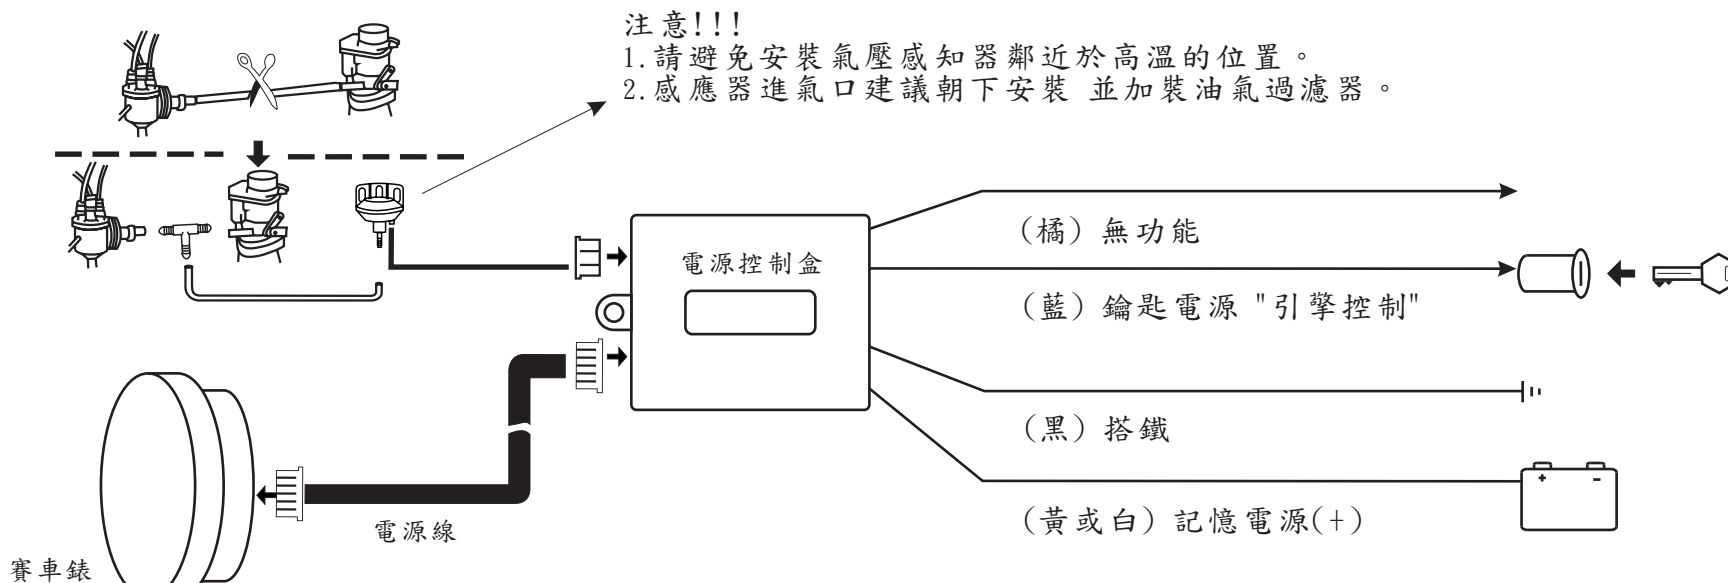 注意!!!
1.請避免安裝氣壓感知器鄰近於高溫的位置。
2.感應器進氣口建議朝下安裝 並加裝油氣過濾器。
電源控制盒
(橘) 無功能
(藍) 鑰匙電源 "引擎控制"
(黑) 搭鐵
(黃或白) 記憶電源(+)
+ -
電源線
賽車錶